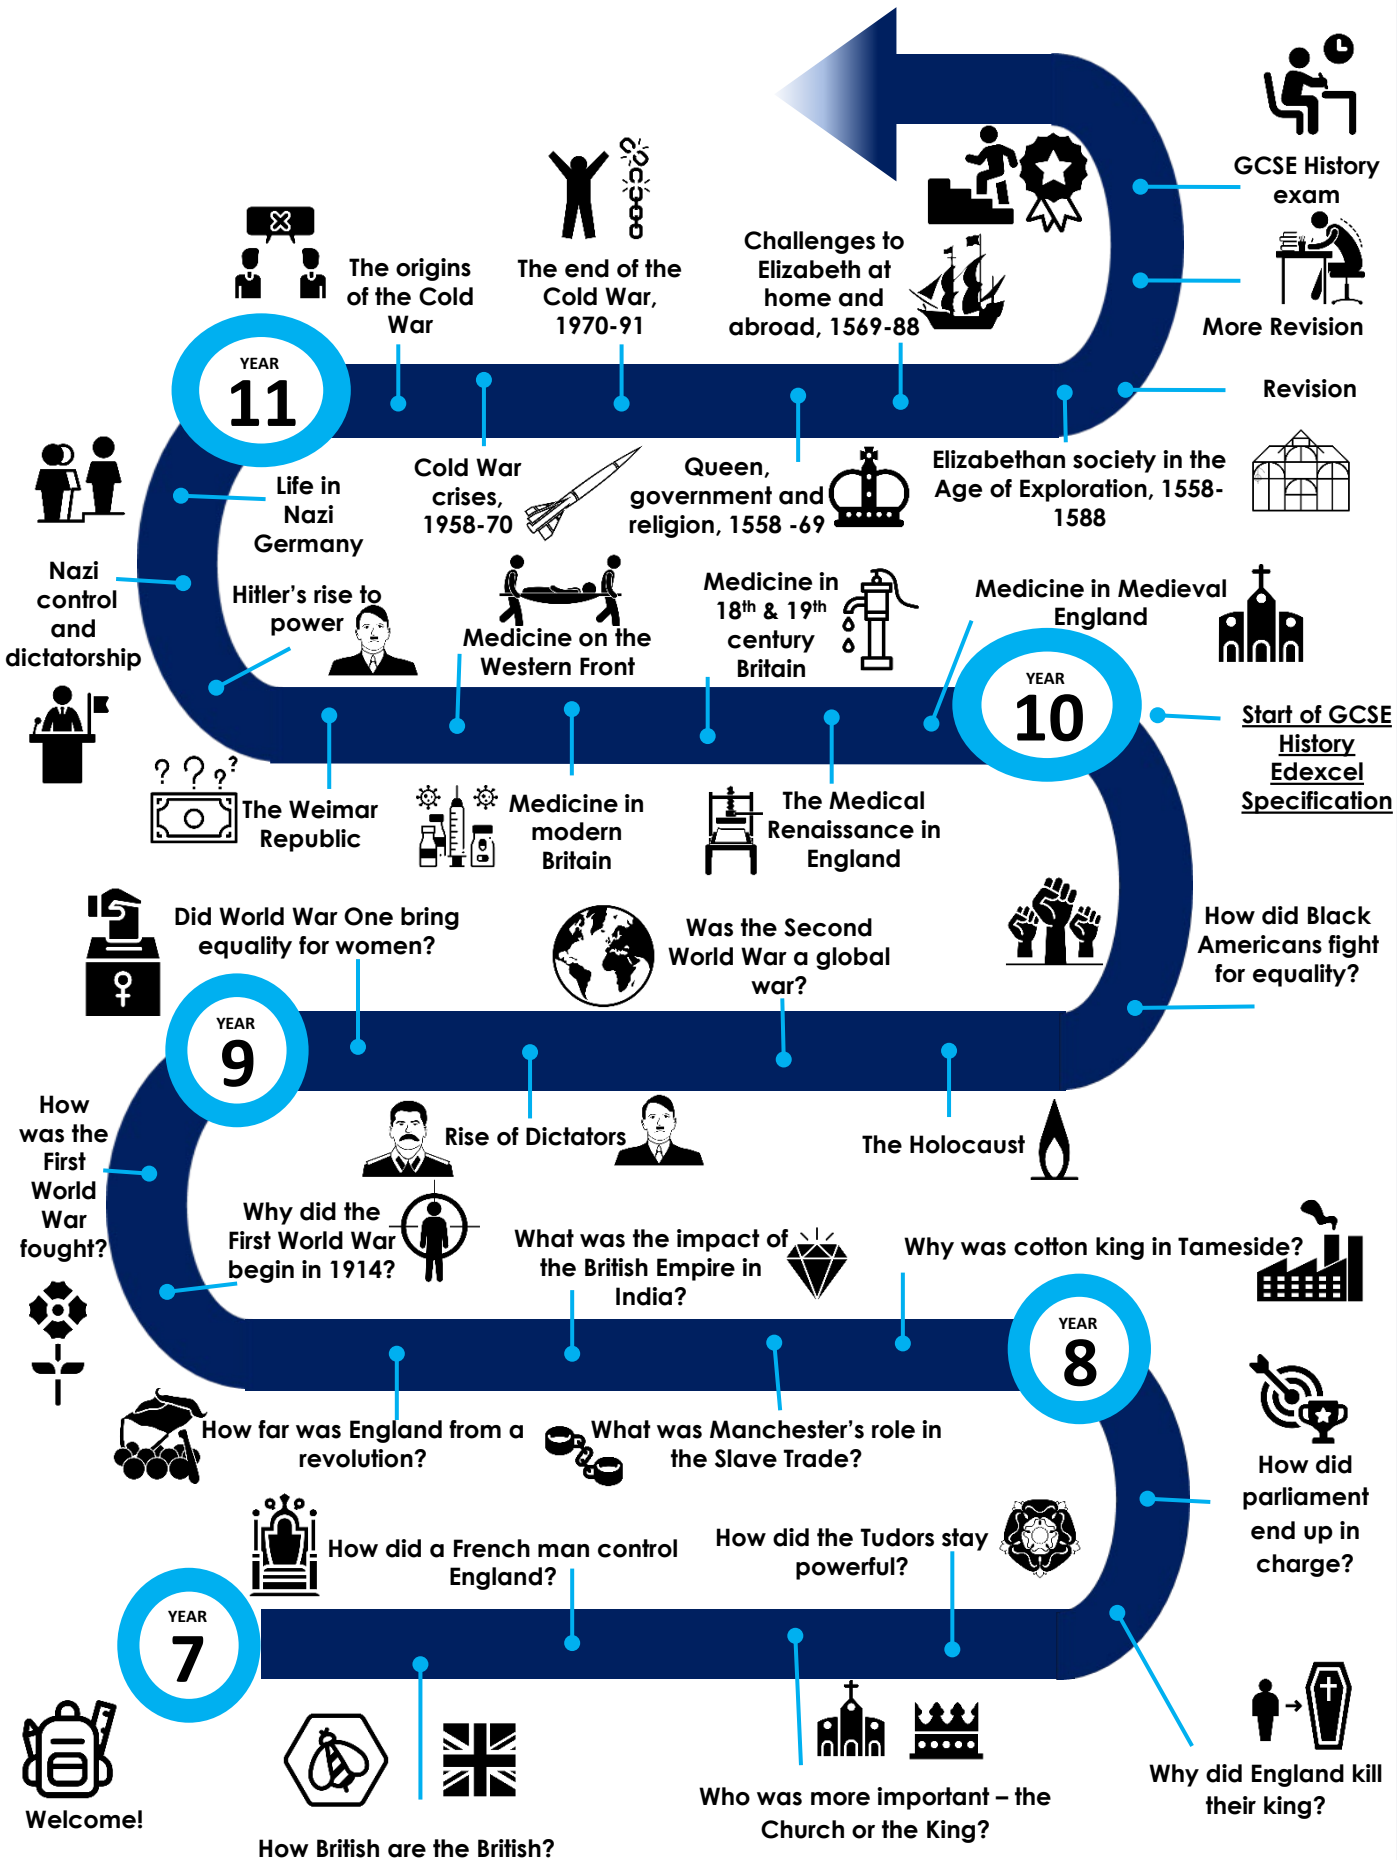 GCSE History
exam
More Revision
Revision
Challenges to
Elizabeth at
home and
abroad, 1569-88
The end of the
Cold War,
1970-91
The origins
of the Cold
War
YEAR
11
Cold War
crises,
1958-70
Queen,
government and
religion, 1558 -69
Elizabethan society in the
Age of Exploration, 1558-
1588
Life in
Nazi
Germany
Nazi
control
and
dictatorship
Hitler’s rise to
power
Medicine on the
Western Front
Medicine in
18th & 19th
century
Britain
Medicine in Medieval
England
YEAR
10
Start of GCSE
History
Edexcel
Specification
? ? ? ?
The Weimar
Republic
Medicine in
modern
Britain
The Medical
Renaissance in
England
Did World War One bring
equality for women?
Was the Second
World War a global
war?
How did Black
Americans fight
for equality?
YEAR
9
Rise of Dictators
The Holocaust
How
was the
First
World
War
fought?
Why did the
First World War
begin in 1914?
What was the impact of
the British Empire in
India?
Why was cotton king in Tameside?
YEAR
8
How far was England from a
revolution?
What was Manchester’s role in
the Slave Trade?
How did
parliament
end up in
charge?
How did a French man control
England?
How did the Tudors stay
powerful?
YEAR
7
Welcome!
How British are the British?
Who was more important – the
Church or the King?
Why did England kill
their king?